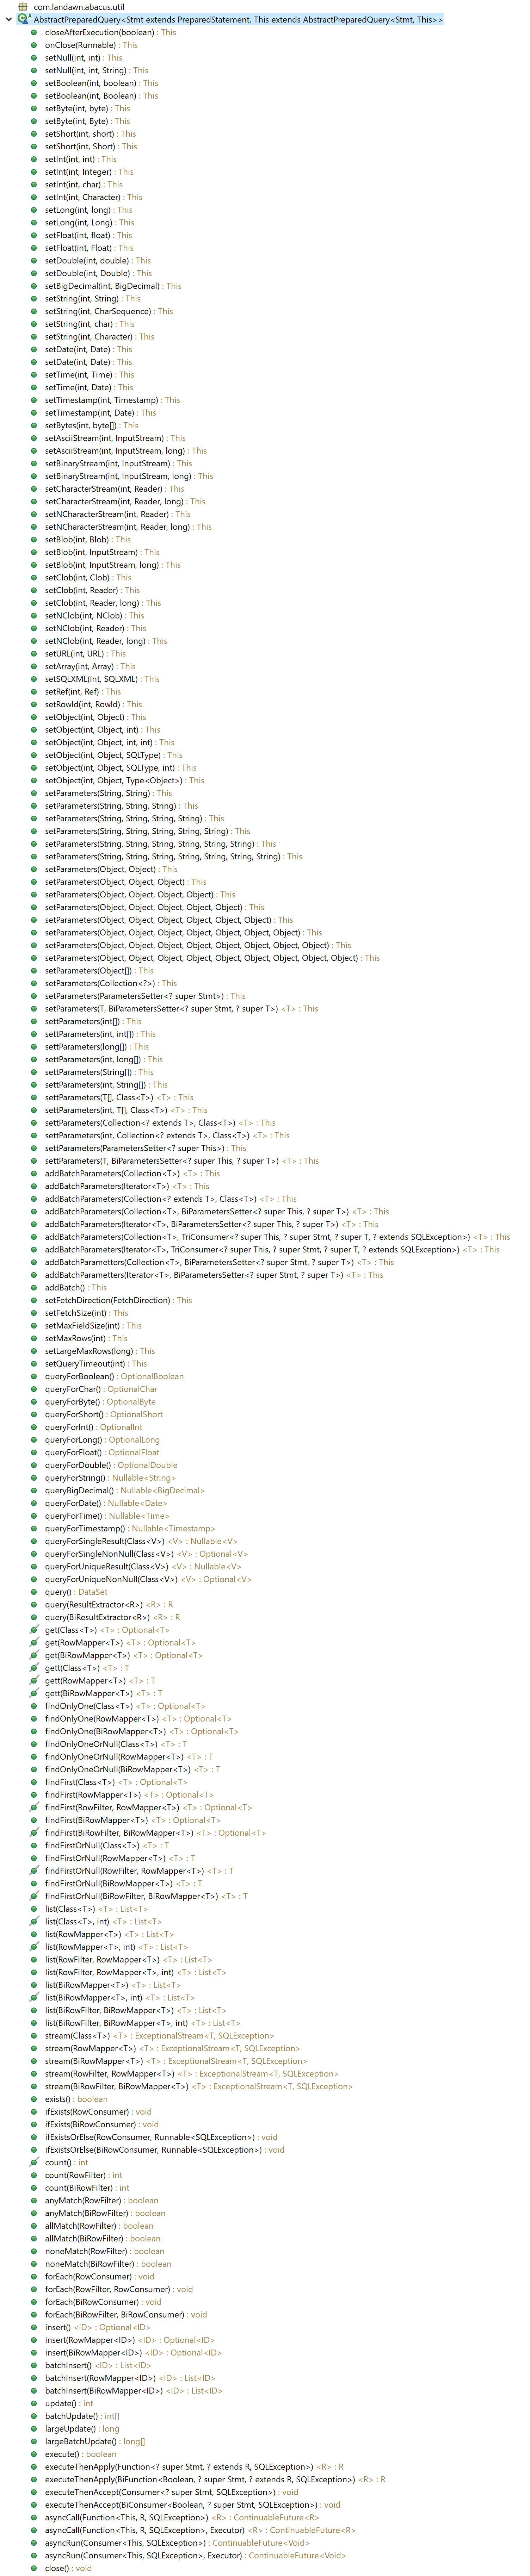 com.landawn.abacus.util
AbstractPreparedQuery<Stmt extends PreparedStatement, This extends AbstractPreparedQuery<Stmt, This>>
closeAfterExecution(boolean) : This
onClose(Runnable) : This
setNull(int, int) : This
setNull(int, int, String) : This
setBoolean(int, boolean) : This
setBoolean(int, Boolean) : This
setByte(int, byte) : This
setByte(int, Byte) : This
setShort(int, short) : This
setShort(int, Short) : This
setInt(int, int) : This
setInt(int, Integer) : This
setInt(int, char) : This
setInt(int, Character) : This
setLong(int, long) : This
setLong(int, Long) : This
setFloat(int, float) : This
setFloat(int, Float) : This
setDouble(int, double) : This
setDouble(int, Double) : This
setBigDecimal(int, BigDecimal) : This
setString(int, String) : This
setString(int, CharSequence) : This
setString(int, char) : This
setString(int, Character) : This
setDate(int, Date) : This
setDate(int, Date) : This
setTime(int, Time) : This
setTime(int, Date) : This
setTimestamp(int, Timestamp) : This
setTimestamp(int, Date) : This
setBytes(int, byte[]) : This
setAsciiStream(int, InputStream) : This
setAsciiStream(int, InputStream, long) : This
setBinaryStream(int, InputStream) : This
setBinaryStream(int, InputStream, long) : This
setCharacterStream(int, Reader) : This
setCharacterStream(int, Reader, long) : This
setNCharacterStream(int, Reader) : This
setNCharacterStream(int, Reader, long) : This
setBlob(int, Blob) : This
setBlob(int, InputStream) : This
setBlob(int, InputStream, long) : This
setClob(int, Clob) : This
setClob(int, Reader) : This
setClob(int, Reader, long) : This
setNClob(int, NClob) : This
setNClob(int, Reader) : This
setNClob(int, Reader, long) : This
setURL(int, URL) : This
setArray(int, Array) : This
setSQLXML(int, SQLXML) : This
setRef(int, Ref) : This
setRowId(int, RowId) : This
setObject(int, Object) : This
setObject(int, Object, int) : This
setObject(int, Object, int, int) : This
setObject(int, Object, SQLType) : This
setObject(int, Object, SQLType, int) : This
setObject(int, Object, Type<Object>) : This
setParameters(String, String) : This
setParameters(String, String, String) : This
setParameters(String, String, String, String) : This
setParameters(String, String, String, String, String) : This
setParameters(String, String, String, String, String, String) : This
setParameters(String, String, String, String, String, String, String) : This
setParameters(Object, Object) : This
setParameters(Object, Object, Object) : This
setParameters(Object, Object, Object, Object) : This
setParameters(Object, Object, Object, Object, Object) : This
setParameters(Object, Object, Object, Object, Object, Object) : This
setParameters(Object, Object, Object, Object, Object, Object, Object) : This
setParameters(Object, Object, Object, Object, Object, Object, Object, Object) : This
setParameters(Object, Object, Object, Object, Object, Object, Object, Object, Object) : This
setParameters(Object[]) : This
setParameters(Collection<?>) : This
setParameters(ParametersSetter<? super Stmt>) : This
setParameters(T, BiParametersSetter<? super Stmt, ? super T>) <T> : This
settParameters(int[]) : This
settParameters(int, int[]) : This
settParameters(long[]) : This
settParameters(int, long[]) : This
settParameters(String[]) : This
settParameters(int, String[]) : This
settParameters(T[], Class<T>) <T> : This
settParameters(int, T[], Class<T>) <T> : This
settParameters(Collection<? extends T>, Class<T>) <T> : This
settParameters(int, Collection<? extends T>, Class<T>) <T> : This
settParameters(ParametersSetter<? super This>) : This
settParameters(T, BiParametersSetter<? super This, ? super T>) <T> : This
addBatchParameters(Collection<T>) <T> : This
addBatchParameters(Iterator<T>) <T> : This
addBatchParameters(Collection<? extends T>, Class<T>) <T> : This
addBatchParameters(Collection<T>, BiParametersSetter<? super This, ? super T>) <T> : This
addBatchParameters(Iterator<T>, BiParametersSetter<? super This, ? super T>) <T> : This
addBatchParameters(Collection<T>, TriConsumer<? super This, ? super Stmt, ? super T, ? extends SQLException>) <T> : This
addBatchParameters(Iterator<T>, TriConsumer<? super This, ? super Stmt, ? super T, ? extends SQLException>) <T> : This
addBatchParametters(Collection<T>, BiParametersSetter<? super Stmt, ? super T>) <T> : This
addBatchParametters(Iterator<T>, BiParametersSetter<? super Stmt, ? super T>) <T> : This
addBatch() : This
setFetchDirection(FetchDirection) : This
setFetchSize(int) : This
setMaxFieldSize(int) : This
setMaxRows(int) : This
setLargeMaxRows(long) : This
setQueryTimeout(int) : This
queryForBoolean() : OptionalBoolean
queryForChar() : OptionalChar
queryForByte() : OptionalByte
queryForShort() : OptionalShort
queryForInt() : OptionalInt
queryForLong() : OptionalLong
queryForFloat() : OptionalFloat
queryForDouble() : OptionalDouble
queryForString() : Nullable<String>
queryBigDecimal() : Nullable<BigDecimal>
queryForDate() : Nullable<Date>
queryForTime() : Nullable<Time>
queryForTimestamp() : Nullable<Timestamp>
queryForSingleResult(Class<V>) <V> : Nullable<V>
queryForSingleNonNull(Class<V>) <V> : Optional<V>
queryForUniqueResult(Class<V>) <V> : Nullable<V>
queryForUniqueNonNull(Class<V>) <V> : Optional<V>
query() : DataSet
query(ResultExtractor<R>) <R> : R
query(BiResultExtractor<R>) <R> : R
get(Class<T>) <T> : Optional<T>
get(RowMapper<T>) <T> : Optional<T>
get(BiRowMapper<T>) <T> : Optional<T>
gett(Class<T>) <T> : T
gett(RowMapper<T>) <T> : T
gett(BiRowMapper<T>) <T> : T
findOnlyOne(Class<T>) <T> : Optional<T>
findOnlyOne(RowMapper<T>) <T> : Optional<T>
findOnlyOne(BiRowMapper<T>) <T> : Optional<T>
findOnlyOneOrNull(Class<T>) <T> : T
findOnlyOneOrNull(RowMapper<T>) <T> : T
findOnlyOneOrNull(BiRowMapper<T>) <T> : T
findFirst(Class<T>) <T> : Optional<T>
findFirst(RowMapper<T>) <T> : Optional<T>
findFirst(RowFilter, RowMapper<T>) <T> : Optional<T>
findFirst(BiRowMapper<T>) <T> : Optional<T>
findFirst(BiRowFilter, BiRowMapper<T>) <T> : Optional<T>
findFirstOrNull(Class<T>) <T> : T
findFirstOrNull(RowMapper<T>) <T> : T
findFirstOrNull(RowFilter, RowMapper<T>) <T> : T
findFirstOrNull(BiRowMapper<T>) <T> : T
findFirstOrNull(BiRowFilter, BiRowMapper<T>) <T> : T
list(Class<T>) <T> : List<T>
list(Class<T>, int) <T> : List<T>
list(RowMapper<T>) <T> : List<T>
list(RowMapper<T>, int) <T> : List<T>
list(RowFilter, RowMapper<T>) <T> : List<T>
list(RowFilter, RowMapper<T>, int) <T> : List<T>
list(BiRowMapper<T>) <T> : List<T>
list(BiRowMapper<T>, int) <T> : List<T>
list(BiRowFilter, BiRowMapper<T>) <T> : List<T>
list(BiRowFilter, BiRowMapper<T>, int) <T> : List<T>
stream(Class<T>) <T> : ExceptionalStream<T, SQLException>
stream(RowMapper<T>) <T> : ExceptionalStream<T, SQLException>
stream(BiRowMapper<T>) <T> : ExceptionalStream<T, SQLException>
stream(RowFilter, RowMapper<T>) <T> : ExceptionalStream<T, SQLException>
stream(BiRowFilter, BiRowMapper<T>) <T> : ExceptionalStream<T, SQLException>
exists() : boolean
ifExists(RowConsumer) : void
ifExists(BiRowConsumer) : void
ifExistsOrElse(RowConsumer, Runnable<SQLException>) : void
ifExistsOrElse(BiRowConsumer, Runnable<SQLException>) : void
count() : int
count(RowFilter) : int
count(BiRowFilter) : int
anyMatch(RowFilter) : boolean
anyMatch(BiRowFilter) : boolean
allMatch(RowFilter) : boolean
allMatch(BiRowFilter) : boolean
noneMatch(RowFilter) : boolean
noneMatch(BiRowFilter) : boolean
forEach(RowConsumer) : void
forEach(RowFilter, RowConsumer) : void
forEach(BiRowConsumer) : void
forEach(BiRowFilter, BiRowConsumer) : void
insert() <ID> : Optional<ID>
insert(RowMapper<ID>) <ID> : Optional<ID>
insert(BiRowMapper<ID>) <ID> : Optional<ID>
batchInsert() <ID> : List<ID>
batchInsert(RowMapper<ID>) <ID> : List<ID>
batchInsert(BiRowMapper<ID>) <ID> : List<ID>
update() : int
batchUpdate() : int[]
largeUpdate() : long
largeBatchUpdate() : long[]
execute() : boolean
executeThenApply(Function<? super Stmt, ? extends R, SQLException>) <R> : R
executeThenApply(BiFunction<Boolean, ? super Stmt, ? extends R, SQLException>) <R> : R
executeThenAccept(Consumer<? super Stmt, SQLException>) : void
executeThenAccept(BiConsumer<Boolean, ? super Stmt, SQLException>) : void
asyncCall(Function<This, R, SQLException>) <R> : ContinuableFuture<R>
asyncCall(Function<This, R, SQLException>, Executor) <R> : ContinuableFuture<R>
asyncRun(Consumer<This, SQLException>) : ContinuableFuture<Void>
asyncRun(Consumer<This, SQLException>, Executor) : ContinuableFuture<Void>
close() : void